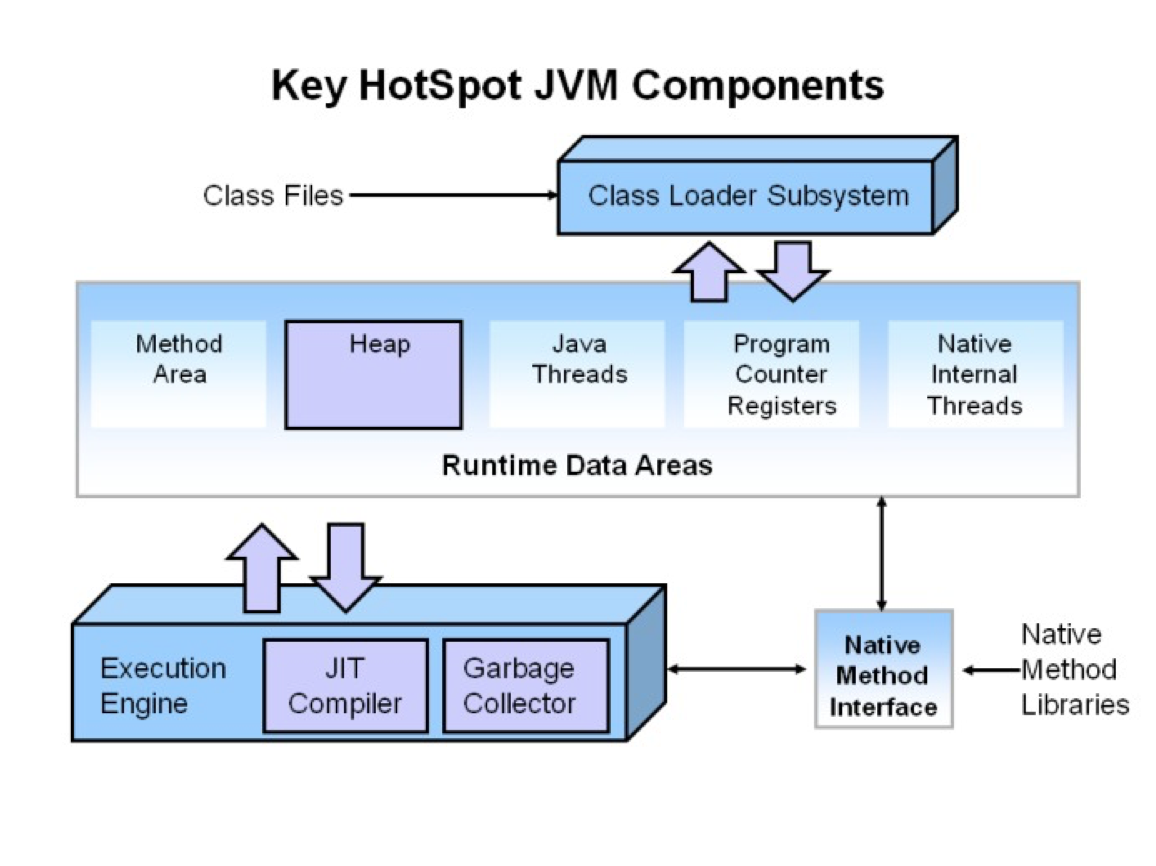 Key HotSpot JVM Components
Class Files
Class Loader Subsystem
Method
Area
Heap
Java
Threads
Program
Counter
Registers
Native
Internal
Threads
Runtime Data Areas
Execution
Engine
JIT
Compiler
Garbage
Collector
Native
Method
Interface
Native
Method
Libraries